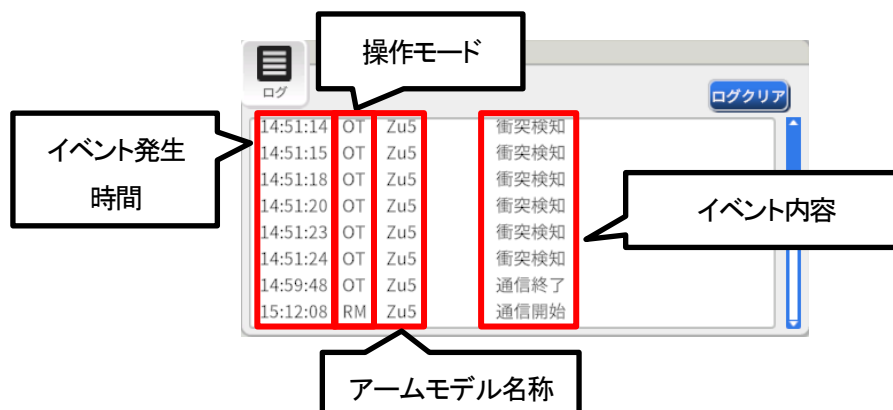 操作モード
ログ
ログクリア
イベント発生
時間
14:51:14 OT Zu5 衝突検知
14:51:15 OT Zu5 衝突検知
14:51:18 OT Zu5 衝突検知
14:51:20 OT Zu5 衝突検知
14:51:23 OT Zu5 衝突検知
14:51:24 OT Zu5 衝突検知
14:59:48 OT Zu5 通信終了
15:12:08 RM Zu5 通信開始
イベント内容
アームモデル名称